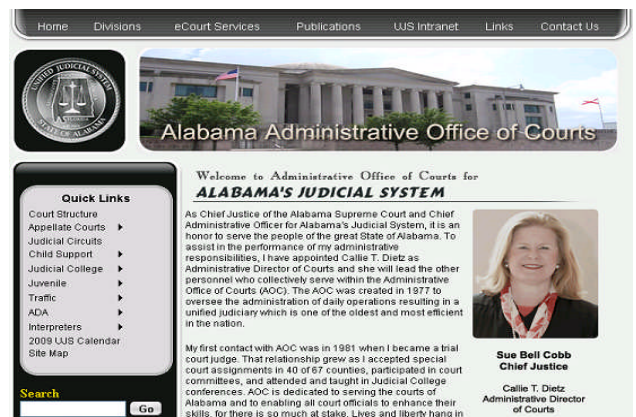 Home Divisions eCourt Services Publications UJS Intranet Links Contact Us
UNIFIED JUDICIAL SYSTEM
STATE OF ALABAMA
Alabama Administrative Office of Courts
Quick Links
Court Structure
Appellate Courts
Judicial Circuits
Child Support
Judicial College
Juvenile
Traffic
ADA
Interpreters
2009 UJS Calendar
Site Map
Search
Go
Welcome to Administrative Office of Courts for
ALABAMA'S JUDICIAL SYSTEM
As Chief Justice of the Alabama Supreme Court and Chief
Administrative Officer for Alabama's Judicial System, it is an
honor to serve the people of the great State of Alabama. To
assist in the performance of my administrative
responsibilities, I have appointed Callie T. Dietz as
Administrative Director of Courts and she will lead the other
personnel who collectively serve within the Administrative
Office of Courts (AOC). The AOC was created in 1977 to
oversee the administration of daily operations resulting in a
unified judiciary which is one of the oldest and most efficient
in the nation.
My first contact with AOC was in 1981 when I became a trial
court judge. That relationship grew as I accepted special
court assignments in 40 of 67 counties, participated in court
committees, and attended and taught in Judicial College
conferences. AOC is dedicated to serving the courts of
Alabama and to enabling all court officials to enhance their
skills, for there is so much at stake. Lives and liberty hang in
Sue Bell Cobb
Chief Justice
Callie T. Dietz
Administrative Director
of Courts